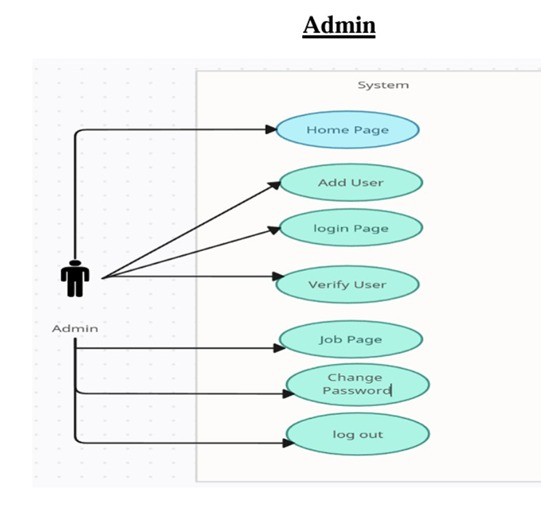 Admin
System
Home Page
Add User
login Page
Verify User
Admin
Job Page
Change
Password
log out